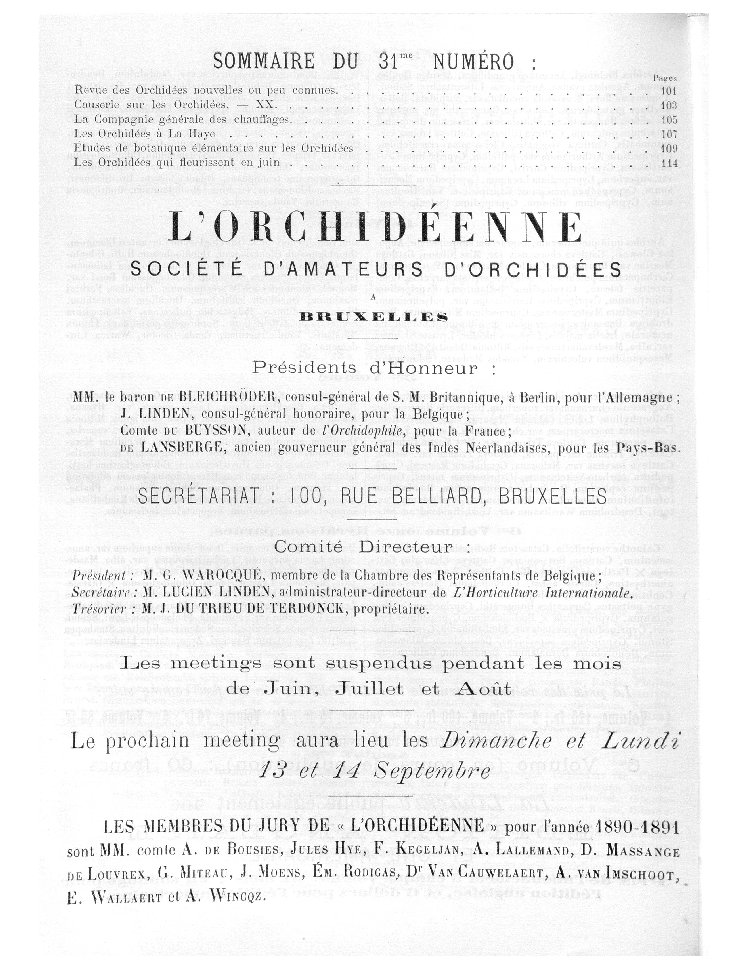 SOMMAIRE DU 31me NUMÉRO :
Pages
Revue des Orchidées nouvelles ou peu connues. . . . . . . . . . . . . . . . . . . . . 101
Causerie sur les Orchidées. — XX. . . . . . . . . . . . . . . . . . . . . . . . . 103
La Compagnie générale des chauffages. . . . . . . . . . . . . . . . . . . . . . . . 105
Les Orchidées à La Haye . . . . . . . . . . . . . . . . . . . . . . . . . . . . 107
Études de botanique élémentaire sur les Orchidées . . . . . . . . . . . . . . . . . . . 109
Les Orchidées qui fleurissent en juin . . . . . . . . . . . . . . . . . . . . . . . . 114
L'ORCHIDÉENNE
SOCIÉTÉ D'AMATEURS D'ORCHIDÉES
A
BRUXELLES
Présidents d'Honneur :
MM. le baron DE BLEICHRÖDER, consul-général de S. M. Britannique, à Berlin, pour l'Allemagne ;
J. LINDEN, consul-général honoraire, pour la Belgique ;
Comte DU BUYSSON, auteur de l'Orchidophile, pour la France ;
DE LANSBERGE, ancien gouverneur général des Indes Néerlandaises, pour les Pays-Bas.
SECRÉTARIAT : 100, RUE BELLIARD, BRUXELLES
Comité Directeur :
Président : M. G. WAROCQUÉ, membre de la Chambre des Représentants de Belgique ;
Secrétaire : M. LUCIEN LINDEN, administrateur-directeur de L'Horticulture Internationale.
Trésorier : M. J. DU TRIEU DE TERDONCK, propriétaire.
Les meetings sont suspendus pendant les mois
de Juin, Juillet et Août
Le prochain meeting aura lieu les Dimanche et Lundi
13 et 14 Septembre
LES MEMBRES DU JURY DE « L'ORCHIDÉENNE » pour l'année 1890-1891
sont MM. comte A. DE BOUSIES, JULES HYE, F. KEGELJAN, A. LALLEMAND, D. MASSANGE
DE LOUVREX, G. MITEAU, J. MOENS, ÉM. RODIGAS, Dr VAN CAUWELAERT, A. VAN IMSCHOOT,
E. WALLAERT et A. WINCQZ.